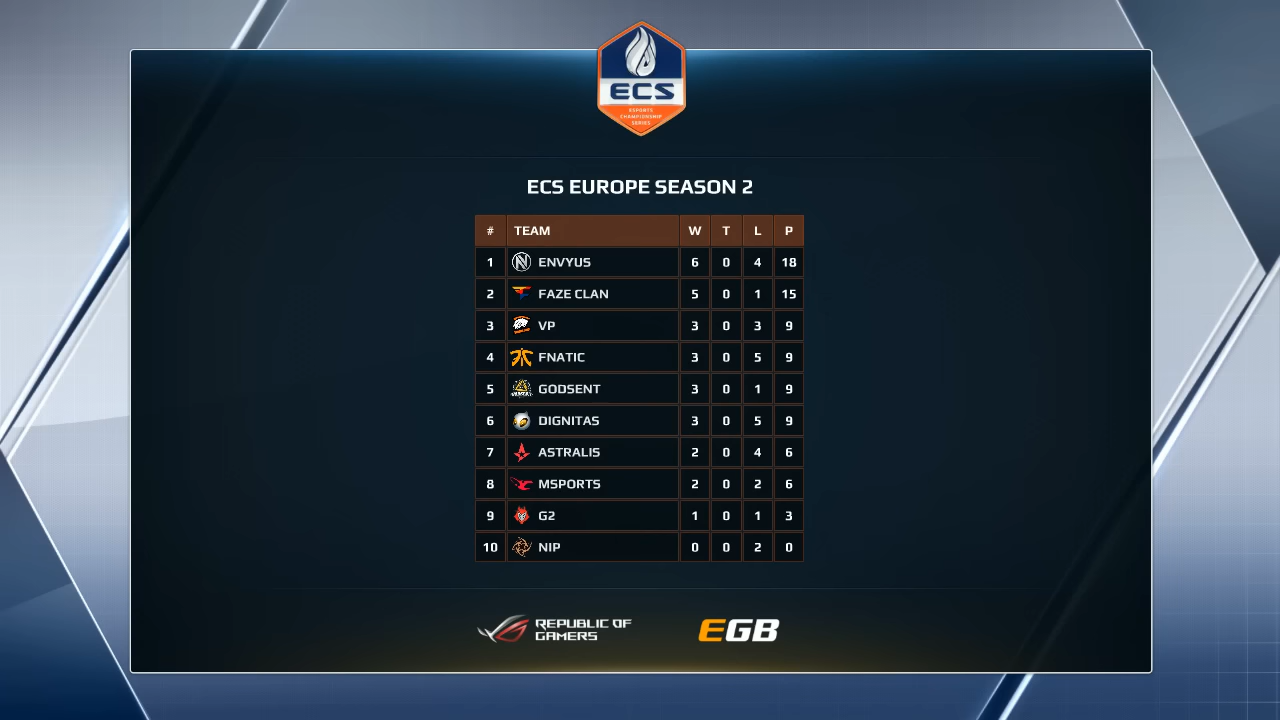 ECS
ESPORTS
CHAMPIONSHIP
SERIES
ECS EUROPE SEASON 2
# TEAM W T L P
1 ENVYUS 6 0 4 18
2 FAZE CLAN 5 0 1 15
3 VP 3 0 3 9
4 FNATIC 3 0 5 9
5 GODSENT 3 0 1 9
6 DIGNITAS 3 0 5 9
7 ASTRALIS 2 0 4 6
8 MSPORTS 2 0 2 6
9 G2 1 0 1 3
10 NIP 0 0 2 0
REPUBLIC OF
GAMERS
EGB